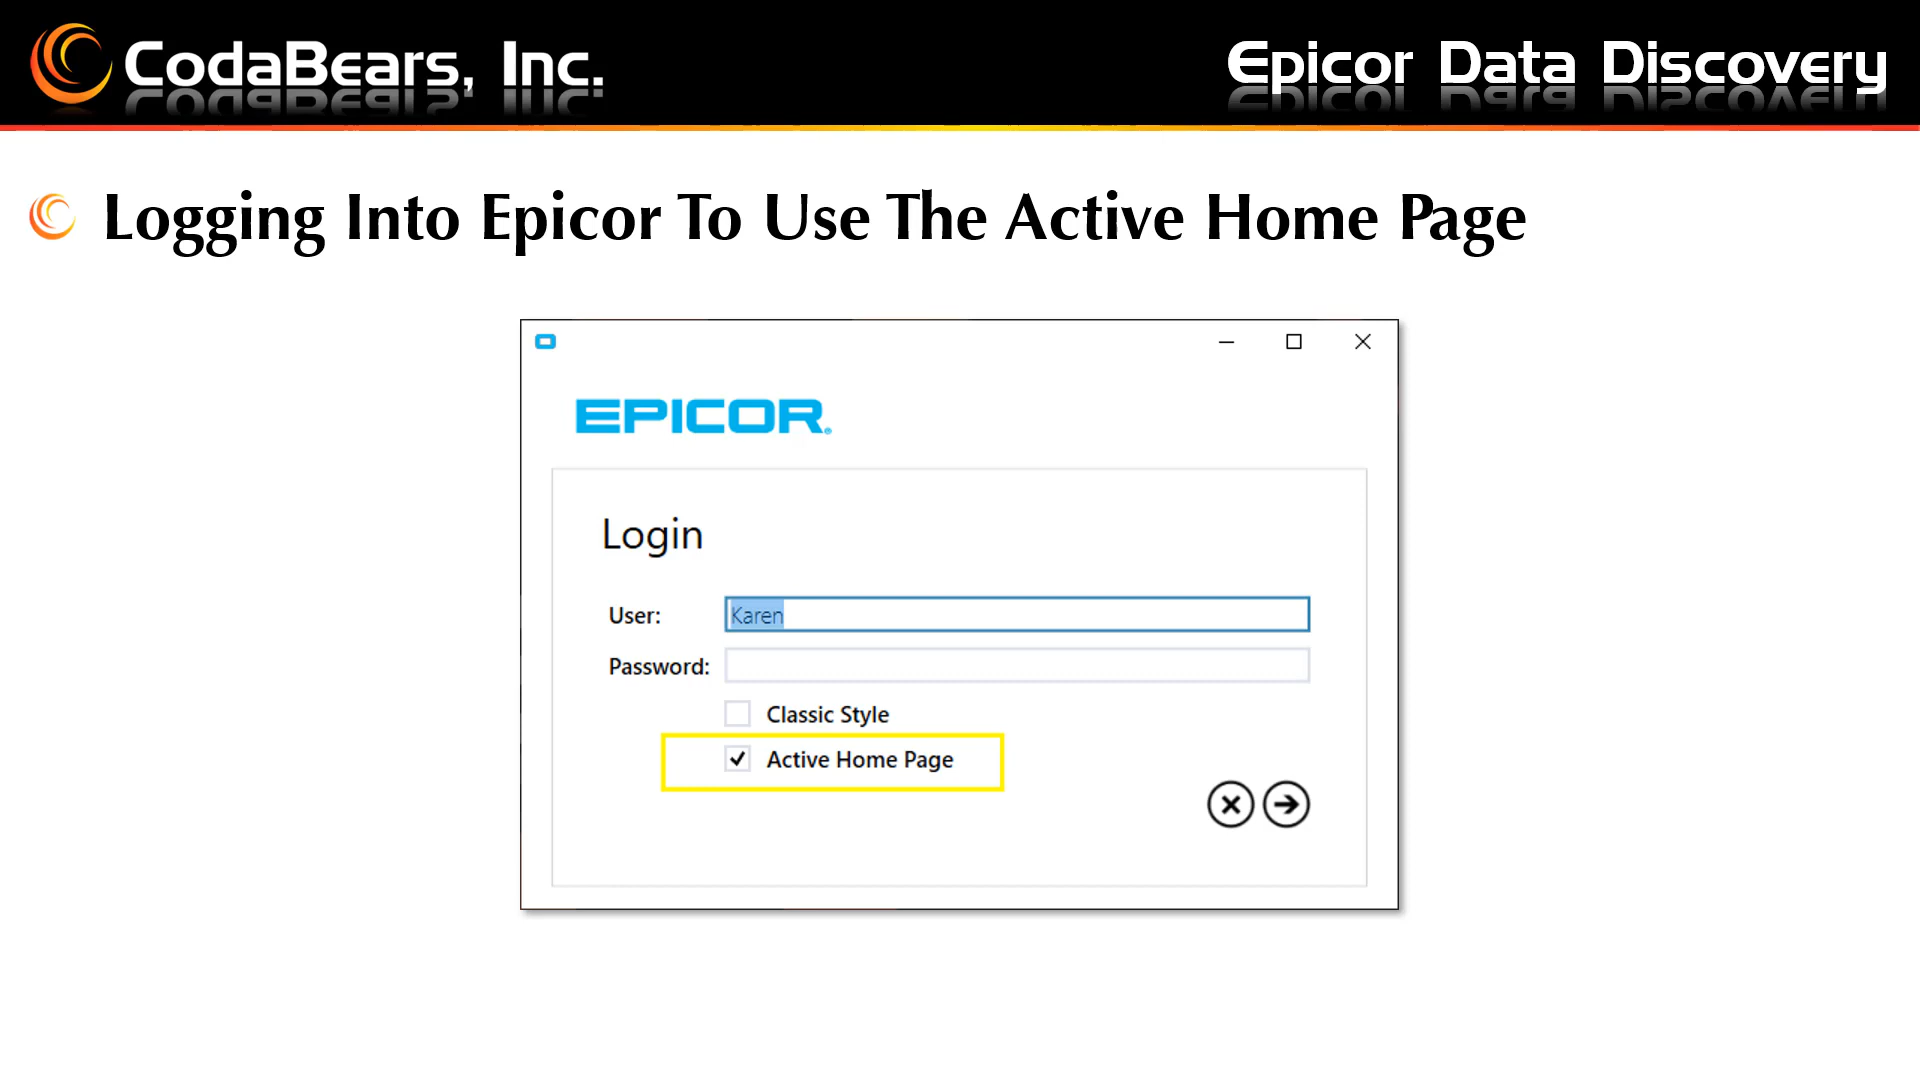 CodaBears, Inc.
Epicor Data Discovery
Logging Into Epicor To Use The Active Home Page
EPICOR®
Login
User: Karen
Password:
Classic Style
Active Home Page